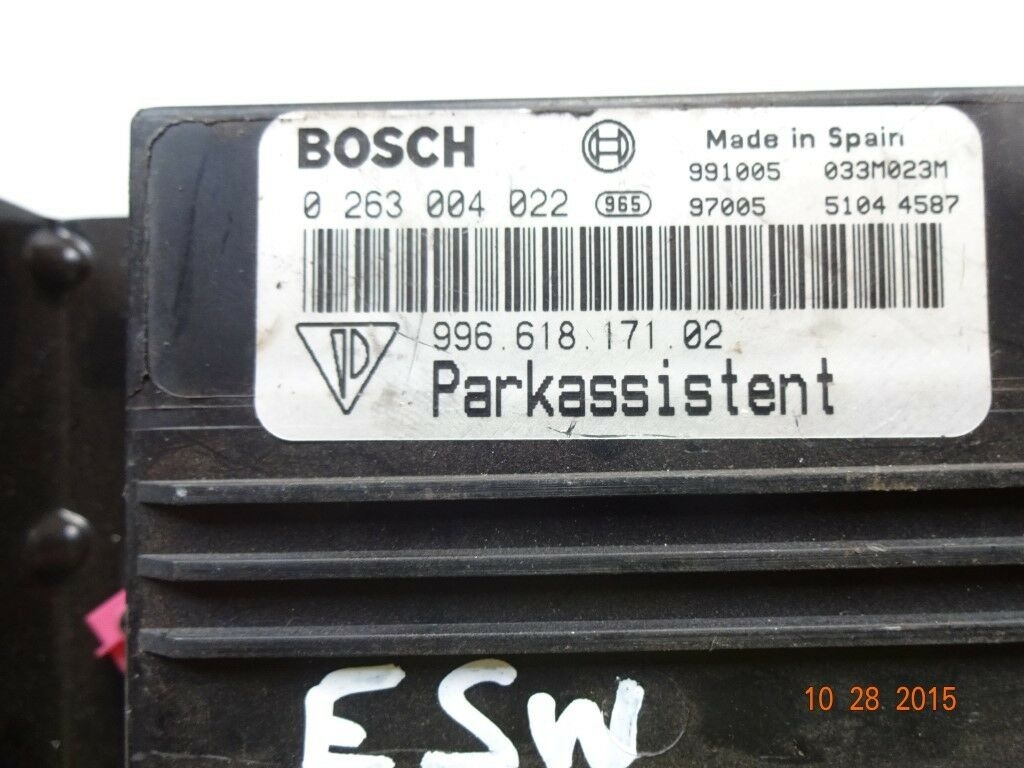 BOSCH
Made in Spain
991005 033M023M
0 263 004 022 965 97005 5104 4587
996.618.171.02
Parkassistent
ESW
10 28 2015